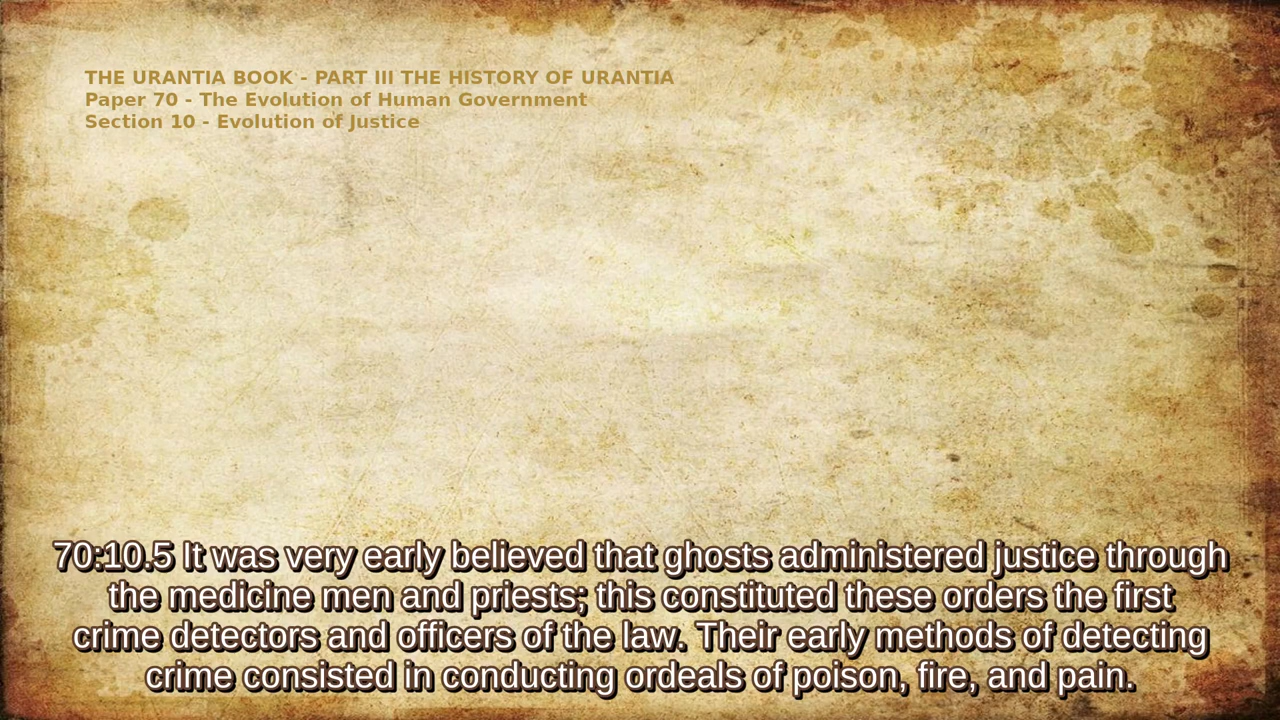 THE URANTIA BOOK - PART III THE HISTORY OF URANTIA
Paper 70 - The Evolution of Human Government
Section 10 - Evolution of Justice
70:10.5 It was very early believed that ghosts administered justice through
the medicine men and priests; this constituted these orders the first
crime detectors and officers of the law. Their early methods of detecting
crime consisted in conducting ordeals of poison, fire, and pain.